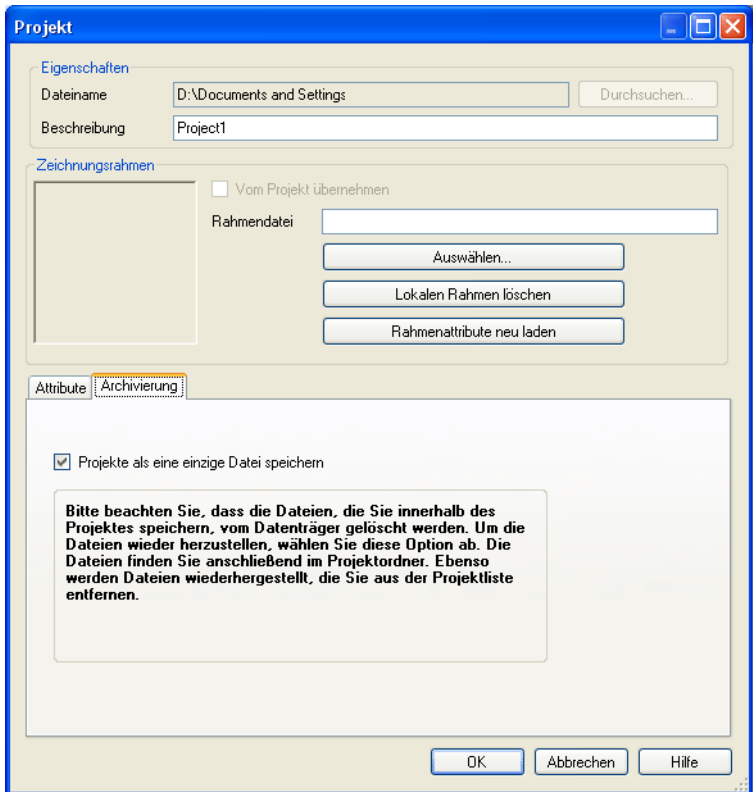 Projekt
Eigenschaften
Dateiname D:\Documents and Settings Durchsuchen...
Beschreibung Project1
Zeichnungsrahmen
Vom Projekt übernehmen
Rahmendatei
Auswählen...
Lokalen Rahmen löschen
Rahmenattribute neu laden
Attribute Archivierung
Projekte als eine einzige Datei speichern
Bitte beachten Sie, dass die Dateien, die Sie innerhalb des
Projektes speichern, vom Datenträger gelöscht werden. Um die
Dateien wieder herzustellen, wählen Sie diese Option ab. Die
Dateien finden Sie anschließend im Projektordner. Ebenso
werden Dateien wiederhergestellt, die Sie aus der Projektliste
entfernen.
OK Abbrechen Hilfe